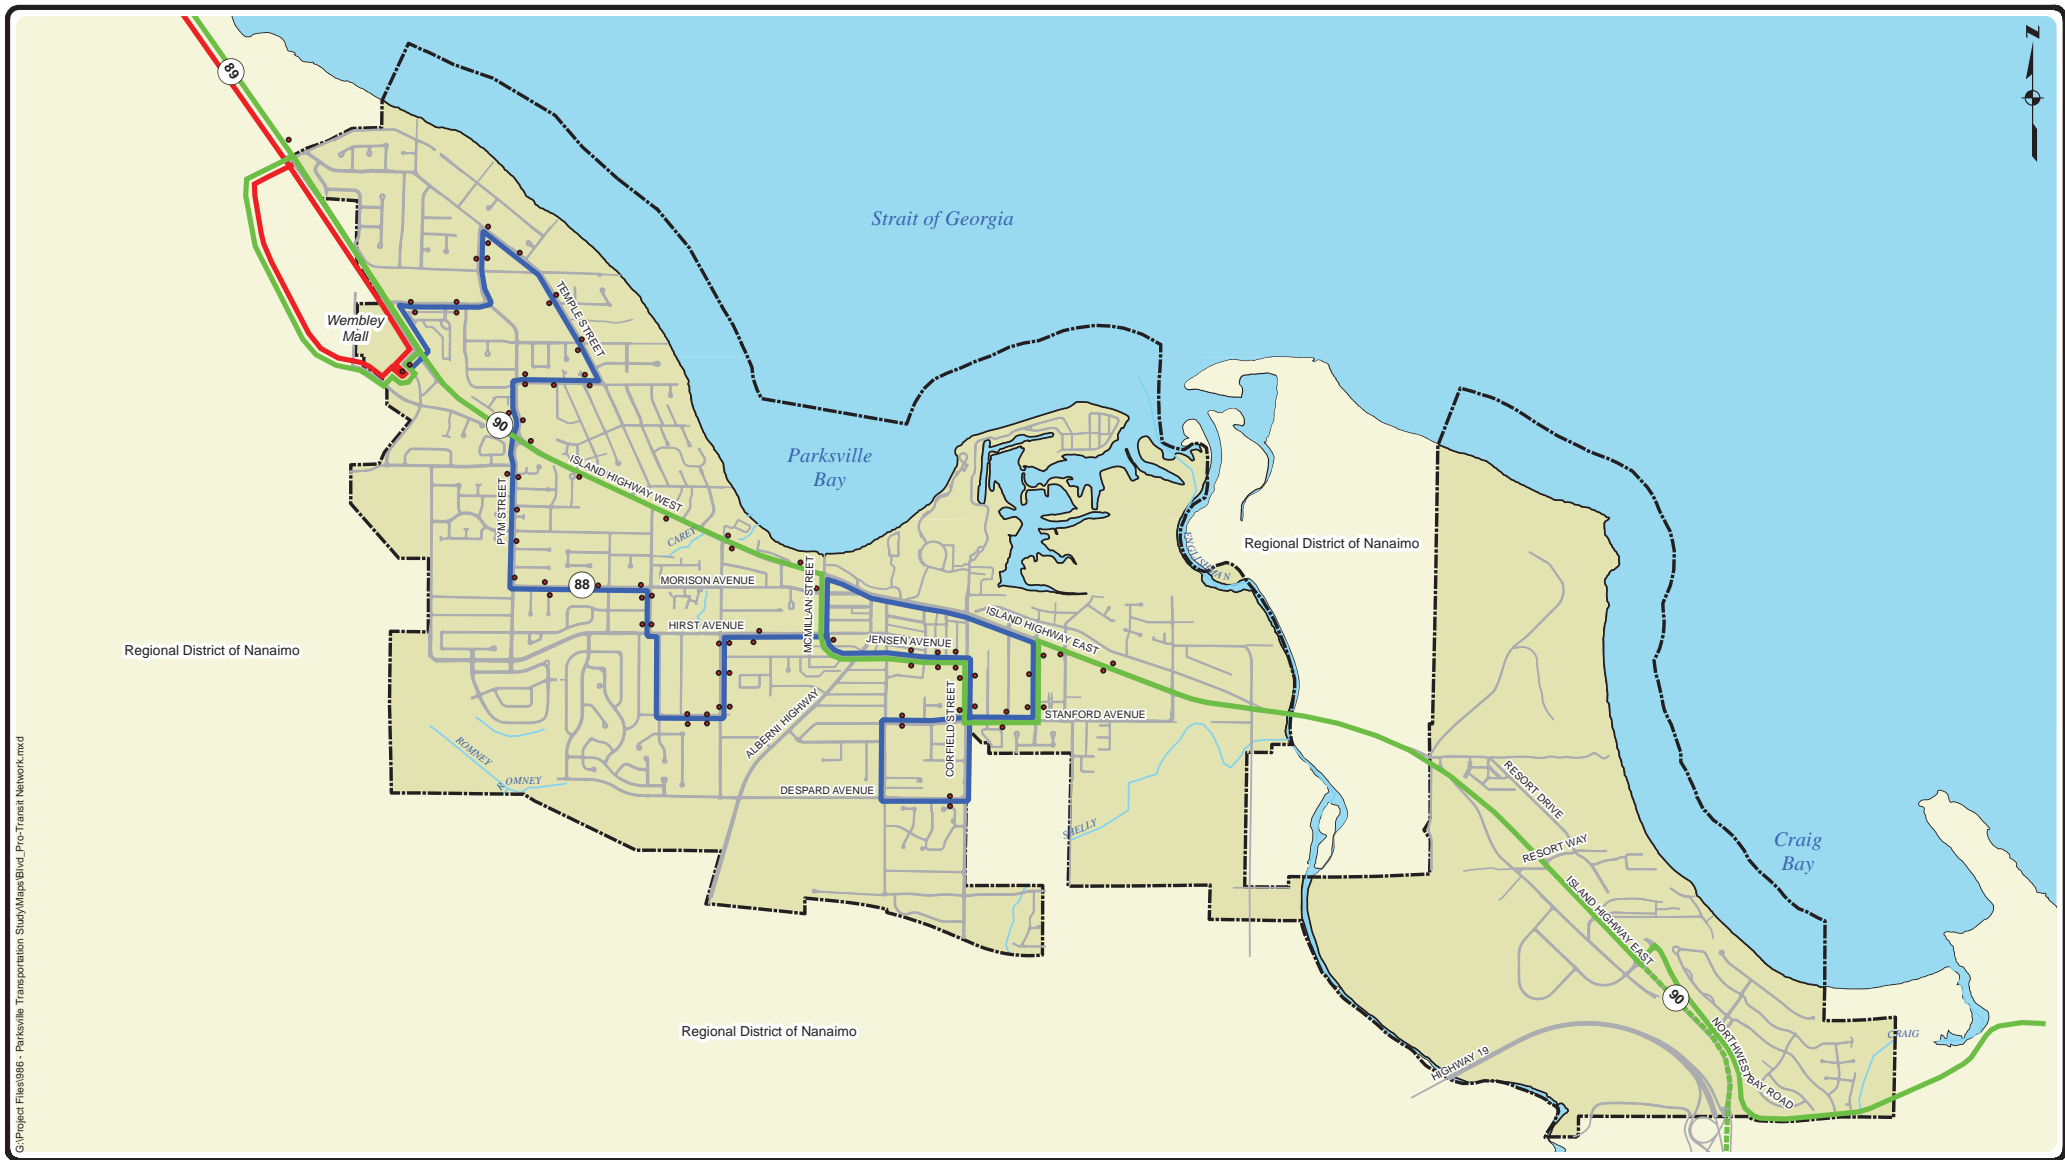 N
89
Strait of Georgia
TEMPLE STREET
Wembley
Mall
90
Parksville
Bay
ISLAND HIGHWAY WEST
PYM STREET
CAREY
ENGLISHMAN
Regional District of Nanaimo
88
MORISON AVENUE
MCMILLAN STREET
HIRST AVENUE
ISLAND HIGHWAY EAST
JENSEN AVENUE
Regional District of Nanaimo
CORFIELD STREET
STANFORD AVENUE
ALBERNI HIGHWAY
ROMNEY
OMNEY
DESPARD AVENUE
SHELLY
RESORT DRIVE
RESORT WAY
Craig
Bay
ISLAND HIGHWAY EAST
90
Regional District of Nanaimo
NORTHWEST BAY ROAD
CRAIG
HIGHWAY 19
G:\Project Files\986 - Parksville Transportation Study\Maps\Blvd_Pro-Transit Network.mxd